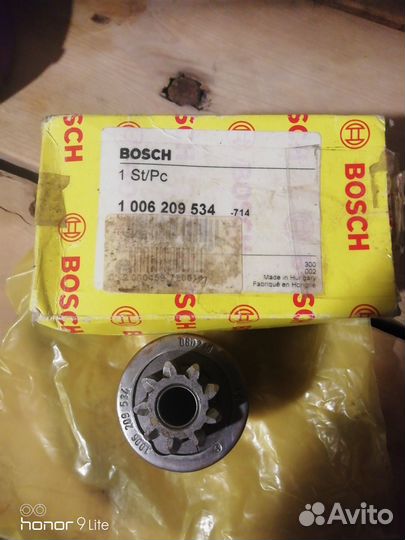 BOSCH
BOSCH
BOSCH
BOSCH
1 St/Pc
1 006 209 534 -714
300
002
Made in Hungary
Fabriqué en Hongrie
1006 209 534
honor 9 Lite
Avito